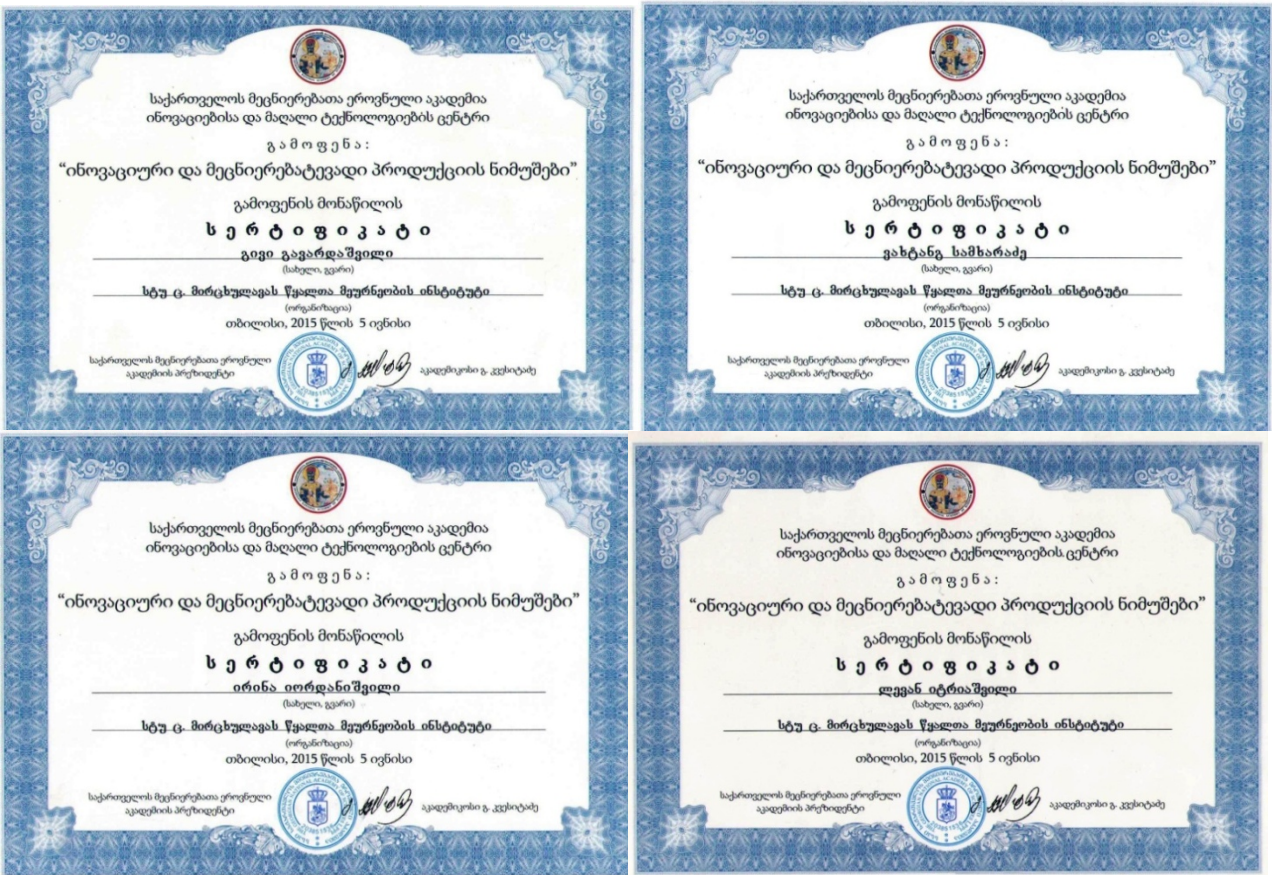 საქართველოს მეცნიერებათა ეროვნული აკადემია
ინოვაციებისა და მაღალი ტექნოლოგიების ცენტრი
გამოფენა:
“ინოვაციური და მეცნიერებატევადი პროდუქციის ნიმუშები”
გამოფენის მონაწილის
სერტიფიკატი
გივი გავარდაშვილი
(სახელი, გვარი)
სტუ ც. მირცხულავას წყალთა მეურნეობის ინსტიტუტი
(ორგანიზაცია)
თბილისი, 2015 წლის 5 ივნისი
საქართველოს მეცნიერებათა ეროვნული
აკადემიის პრეზიდენტი
აკადემიკოსი გ. კვესიტაძე
საქართველოს მეცნიერებათა ეროვნული აკადემია
ინოვაციებისა და მაღალი ტექნოლოგიების ცენტრი
გამოფენა:
“ინოვაციური და მეცნიერებატევადი პროდუქციის ნიმუშები”
გამოფენის მონაწილის
სერტიფიკატი
ვახტანგ სამხარაძე
(სახელი, გვარი)
სტუ ც. მირცხულავას წყალთა მეურნეობის ინსტიტუტი
(ორგანიზაცია)
თბილისი, 2015 წლის 5 ივნისი
საქართველოს მეცნიერებათა ეროვნული
აკადემიის პრეზიდენტი
აკადემიკოსი გ. კვესიტაძე
საქართველოს მეცნიერებათა ეროვნული აკადემია
ინოვაციებისა და მაღალი ტექნოლოგიების ცენტრი
გამოფენა:
“ინოვაციური და მეცნიერებატევადი პროდუქციის ნიმუშები”
გამოფენის მონაწილის
სერტიფიკატი
ირინა იორდანიშვილი
(სახელი, გვარი)
სტუ ც. მირცხულავას წყალთა მეურნეობის ინსტიტუტი
(ორგანიზაცია)
თბილისი, 2015 წლის 5 ივნისი
საქართველოს მეცნიერებათა ეროვნული
აკადემიის პრეზიდენტი
აკადემიკოსი გ. კვესიტაძე
საქართველოს მეცნიერებათა ეროვნული აკადემია
ინოვაციებისა და მაღალი ტექნოლოგიების ცენტრი
გამოფენა:
“ინოვაციური და მეცნიერებატევადი პროდუქციის ნიმუშები”
გამოფენის მონაწილის
სერტიფიკატი
ლევან იტრიაშვილი
(სახელი, გვარი)
სტუ ც. მირცხულავას წყალთა მეურნეობის ინსტიტუტი
(ორგანიზაცია)
თბილისი, 2015 წლის 5 ივნისი
საქართველოს მეცნიერებათა ეროვნული
აკადემიის პრეზიდენტი
აკადემიკოსი გ. კვესიტაძე